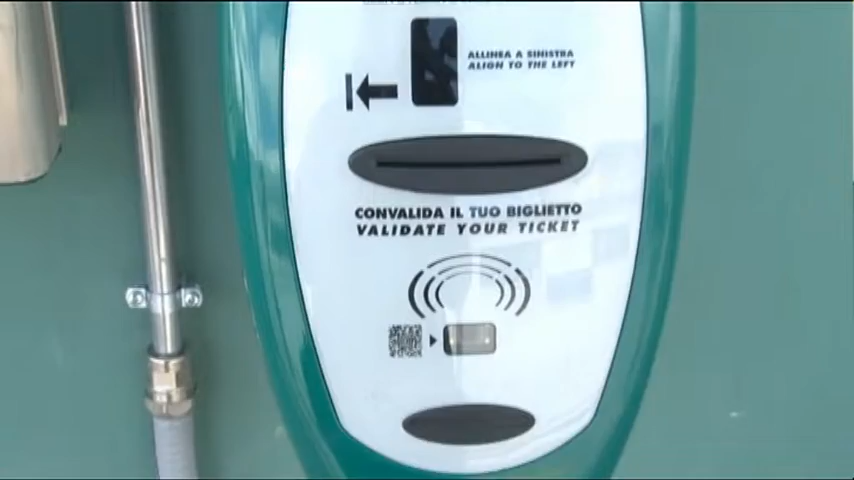 ALLINEA A SINISTRA
ALIGN TO THE LEFT
CONVALIDA IL TUO BIGLIETTO
VALIDATE YOUR TICKET